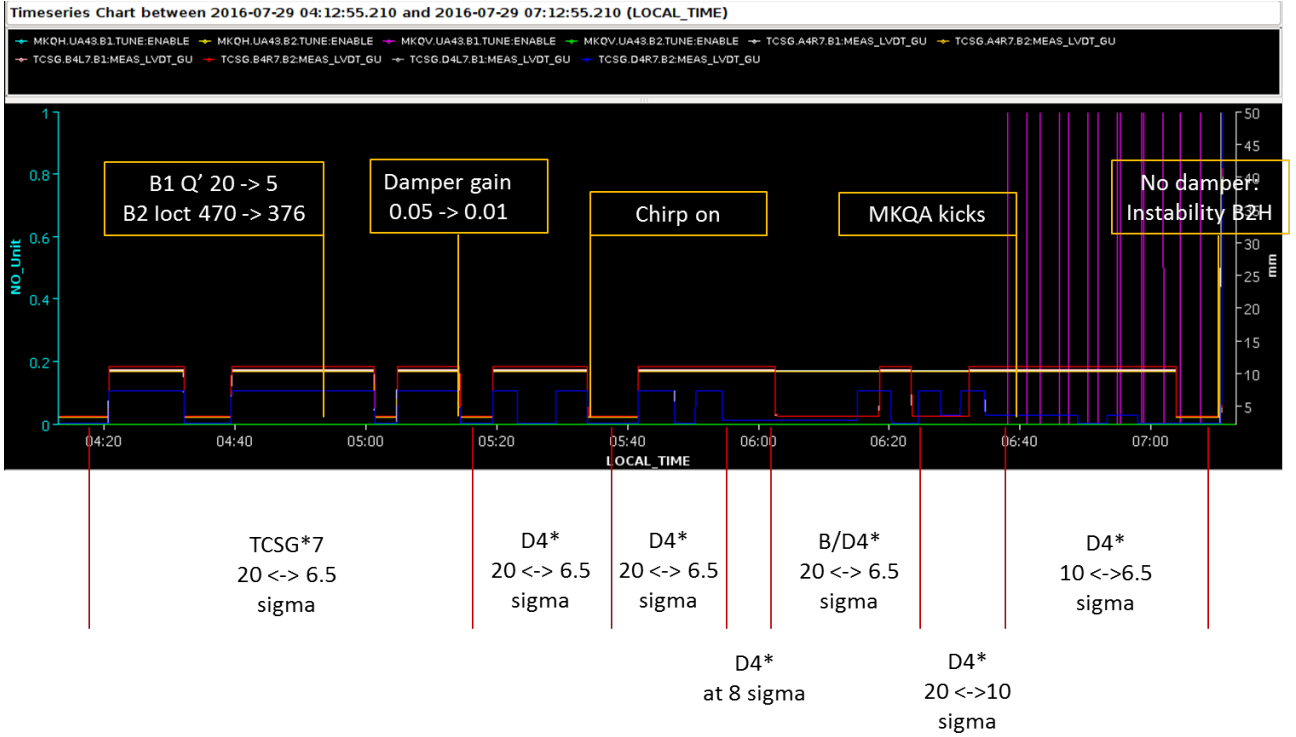 Timeseries Chart between 2016-07-29 04:12:55.210 and 2016-07-29 07:12:55.210 (LOCAL_TIME)
MKQH.UA43.B1.TUNE:ENABLE MKQH.UA43.B2.TUNE:ENABLE MKQV.UA43.B1.TUNE:ENABLE MKQV.UA43.B2.TUNE:ENABLE TCSG.A4R7.B1:MEAS_LVDT_GU TCSG.A4R7.B2:MEAS_LVDT_GU
TCSG.B4L7.B1:MEAS_LVDT_GU TCSG.B4R7.B2:MEAS_LVDT_GU TCSG.D4L7.B1:MEAS_LVDT_GU TCSG.D4R7.B2:MEAS_LVDT_GU
1
0.8
0.6
0.4
0.2
0
NO_Unit
B1 Q’ 20 -> 5
B2 Ioct 470 -> 376
Damper gain
0.05 -> 0.01
Chirp on
MKQA kicks
No damper:
Instability B2H
50
45
40
35
30
25
20
15
10
5
mm
04:20 04:40 05:00 05:20 05:40 06:00 06:20 06:40 07:00
LOCAL_TIME
TCSG*7
20 <-> 6.5
sigma
D4*
20 <-> 6.5
sigma
D4*
20 <-> 6.5
sigma
B/D4*
20 <-> 6.5
sigma
D4*
10 <->6.5
sigma
D4*
at 8 sigma
D4*
20 <->10
sigma